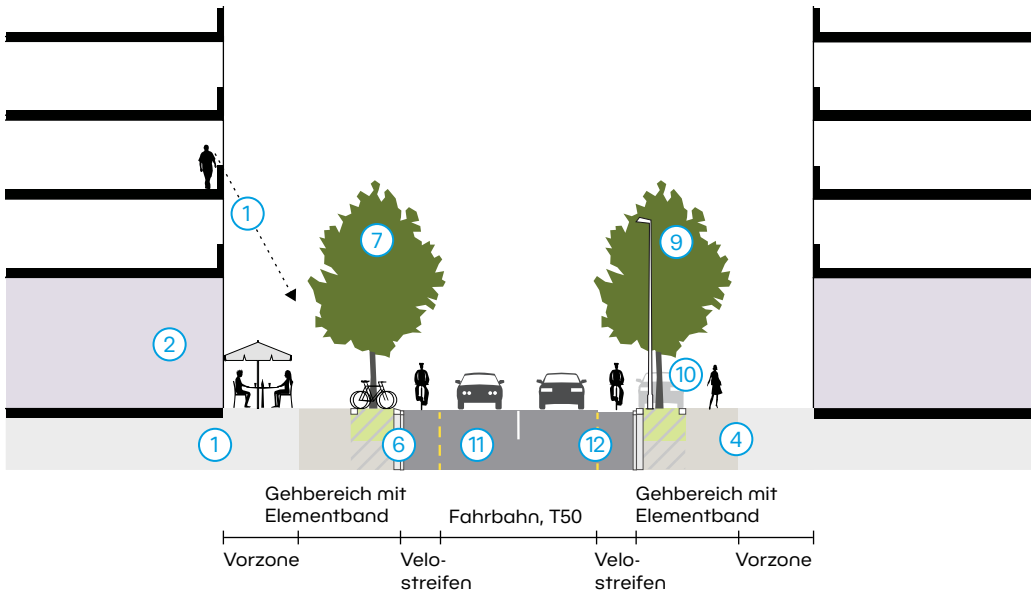 1
7
9
2
10
1
6
11
12
4
Gehbereich mit
Elementband
Fahrbahn, T50
Gehbereich mit
Elementband
Vorzone
Velo-
streifen
Velo-
streifen
Vorzone